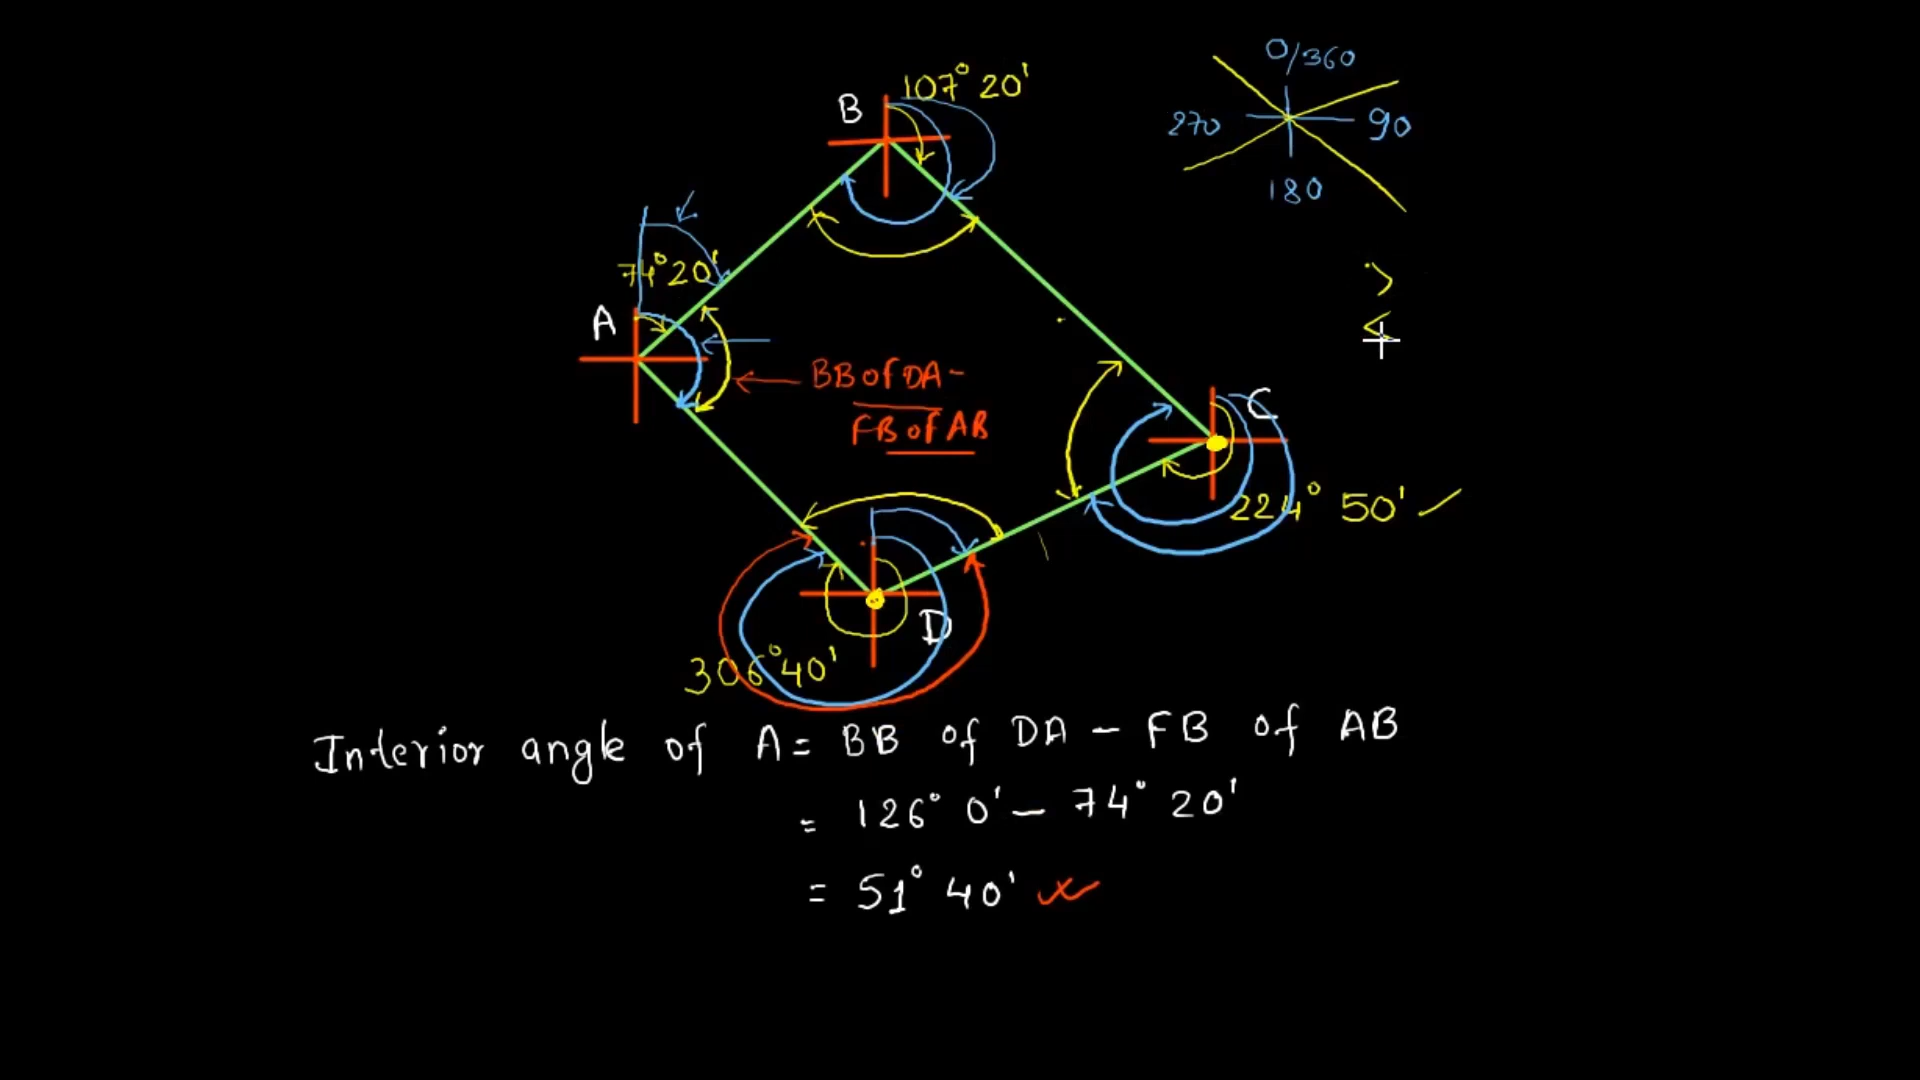 0/360
107° 20'
B
270
90
180
74° 20'
A
BB of DA -
FB of AB
C
224° 50'
D
306° 40'
Interior angle of A = BB of DA - FB of AB
= 126° 0' - 74° 20'
= 51° 40'